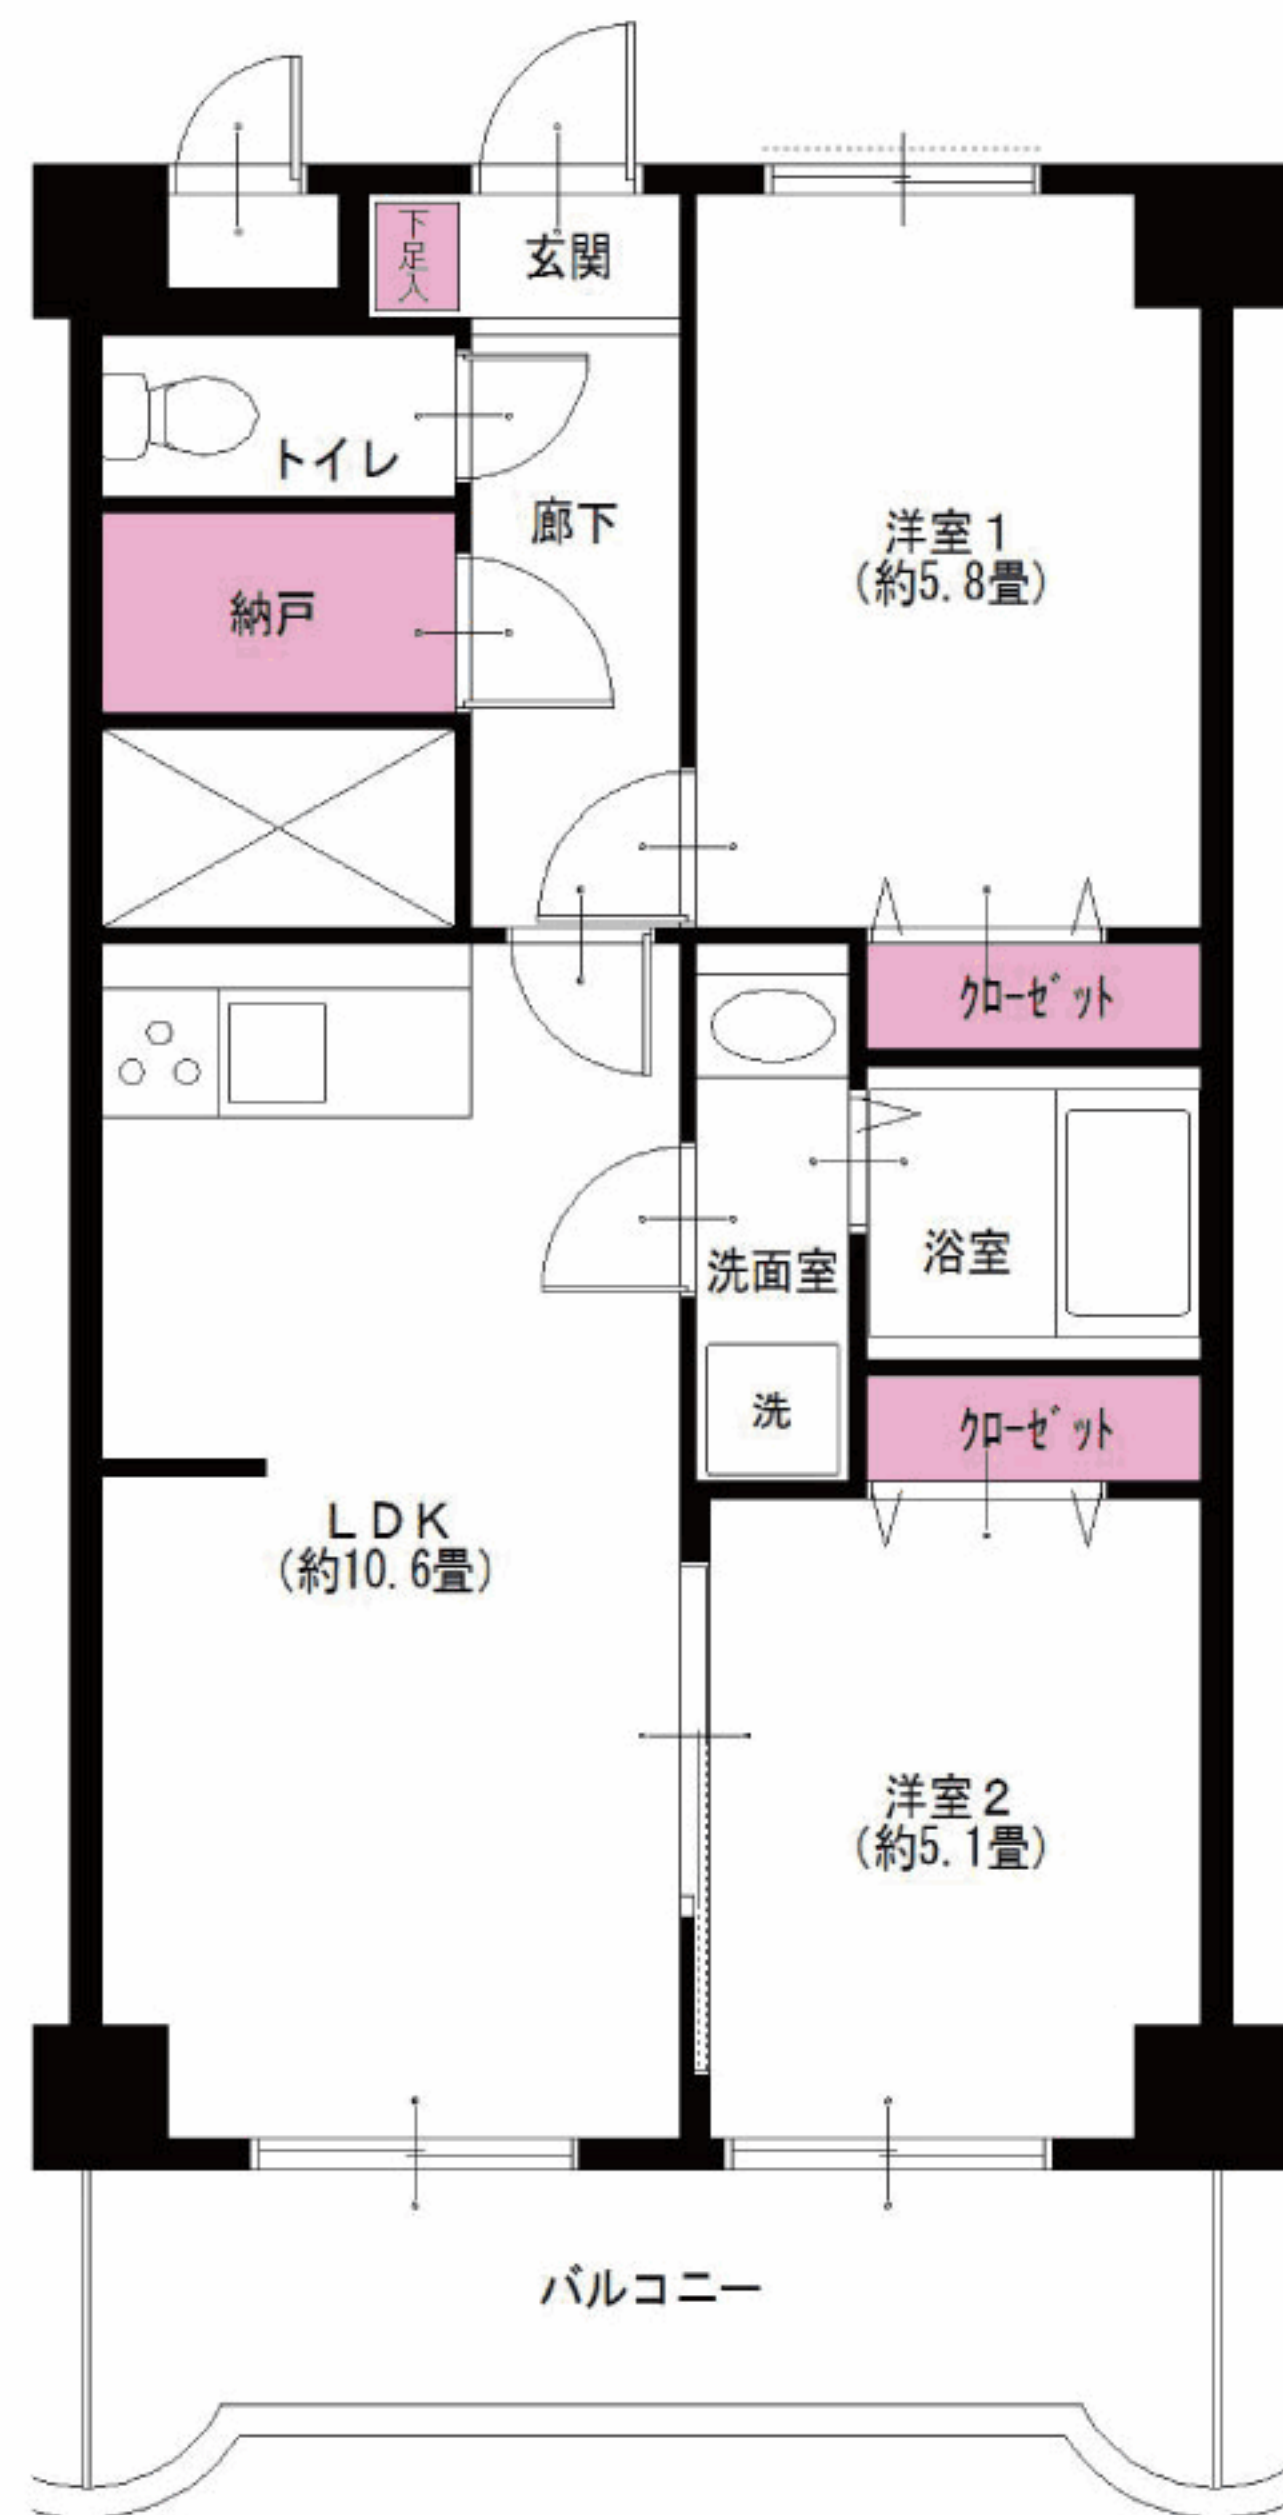 下足入
玄関
トイレ
廊下
洋室1
(約5.8畳)
納戸
クローゼット
洗面室
浴室
洗
クローゼット
LDK
(約10.6畳)
洋室2
(約5.1畳)
バルコニー